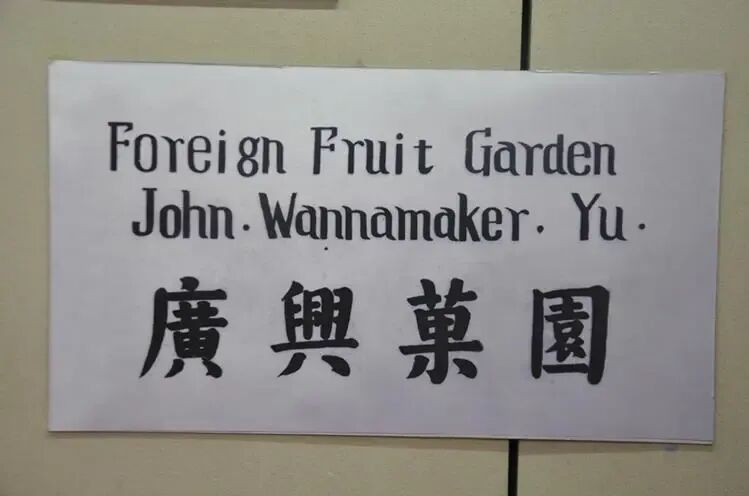 Foreign Fruit Garden
John. Wannamaker. Yu.
廣興菓園